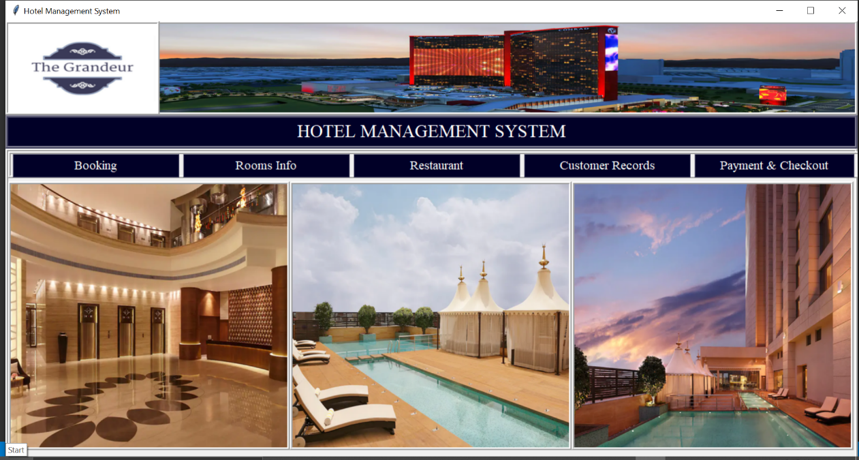 Hotel Management System
The Grandeur
HOTEL MANAGEMENT SYSTEM
Booking
Rooms Info
Restaurant
Customer Records
Payment & Checkout
Start